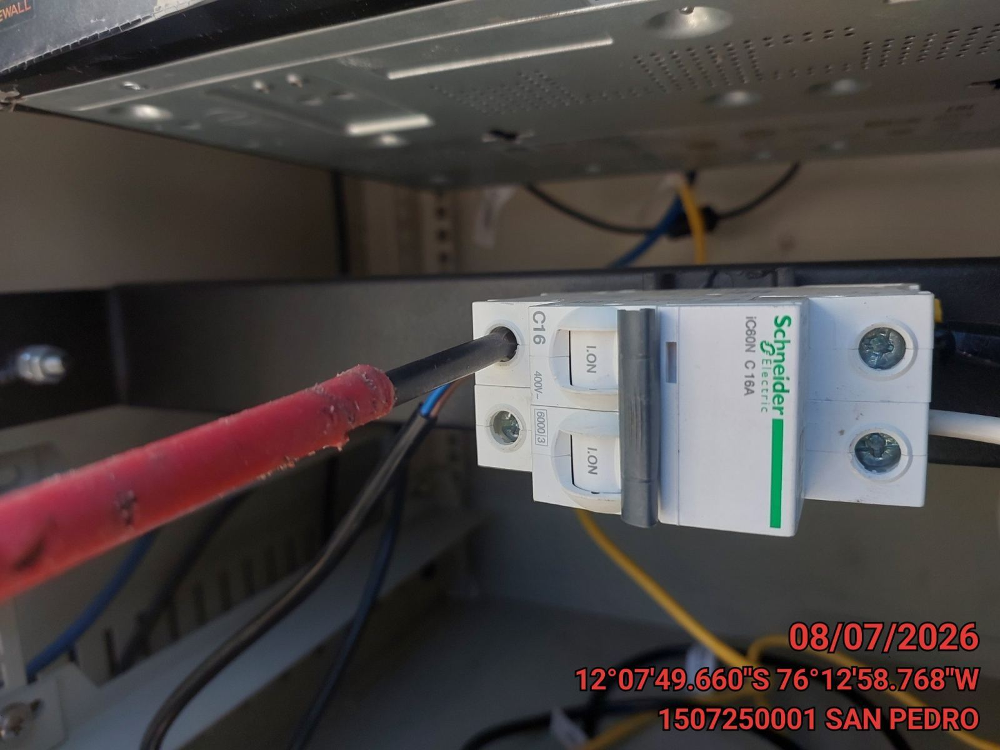 EWALL
C16
400V~
6000 3
I.ON
I.ON
Schneider
Electric
iC60N C 16A
08/07/2026
12°07'49.660"S 76°12'58.768"W
1507250001 SAN PEDRO